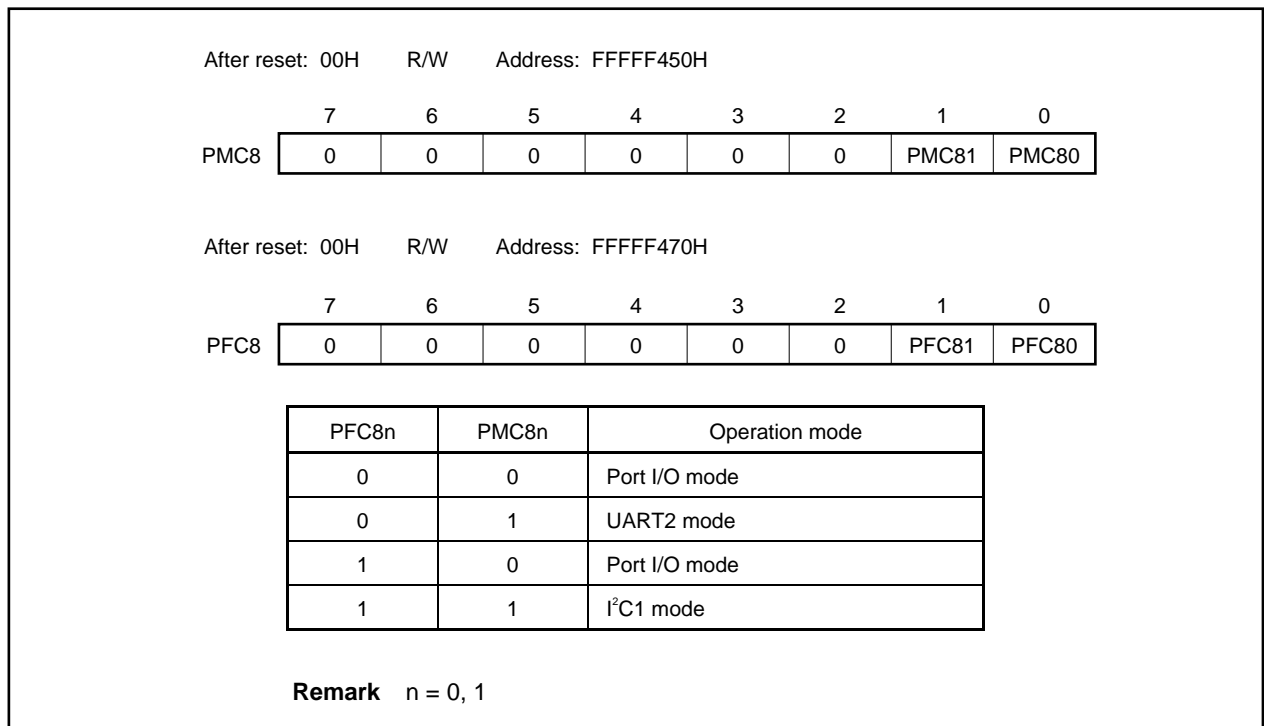 After reset: 00H R/W Address: FFFFF450H
7 6 5 4 3 2 1 0
PMC8 0 0 0 0 0 0 PMC81 PMC80
After reset: 00H R/W Address: FFFFF470H
7 6 5 4 3 2 1 0
PFC8 0 0 0 0 0 0 PFC81 PFC80
PFC8n PMC8n Operation mode
0 0 Port I/O mode
0 1 UART2 mode
1 0 Port I/O mode
1 1 I²C1 mode
Remark n = 0, 1